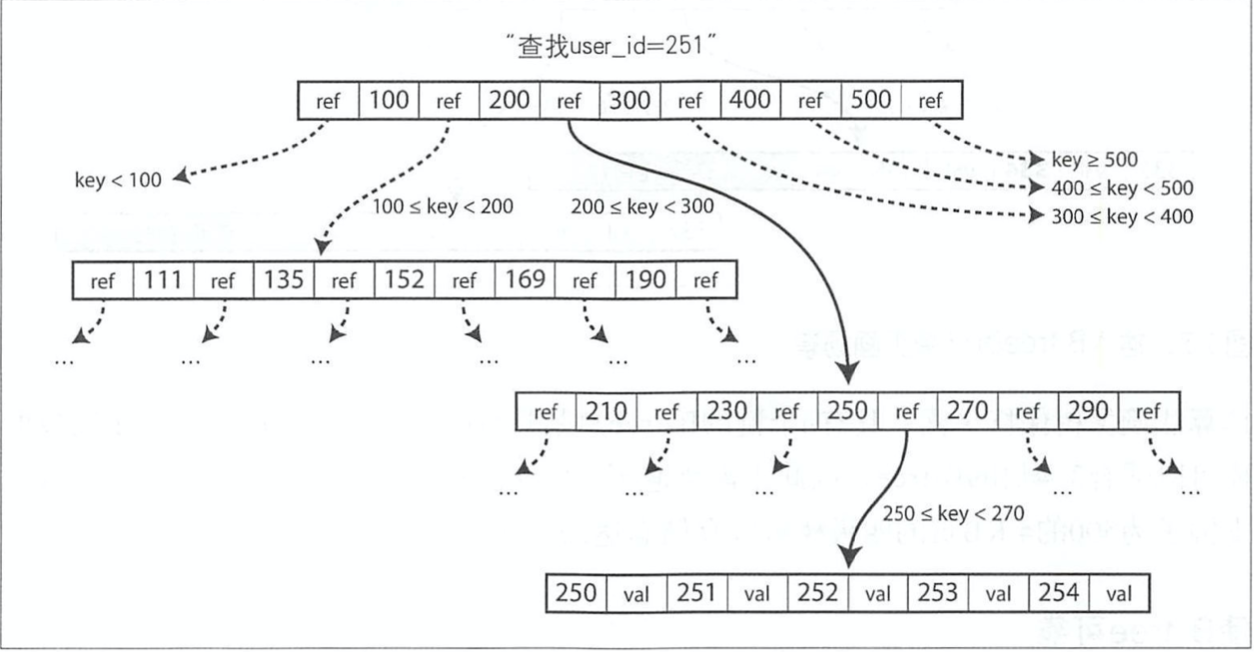 “查找user_id=251”
ref 100 ref 200 ref 300 ref 400 ref 500 ref
key < 100
100 ≤ key < 200
200 ≤ key < 300
key ≥ 500
400 ≤ key < 500
300 ≤ key < 400
ref 111 ref 135 ref 152 ref 169 ref 190 ref
... ... ... ... ... ...
ref 210 ref 230 ref 250 ref 270 ref 290 ref
... ... ... ... ...
250 ≤ key < 270
250 val 251 val 252 val 253 val 254 val